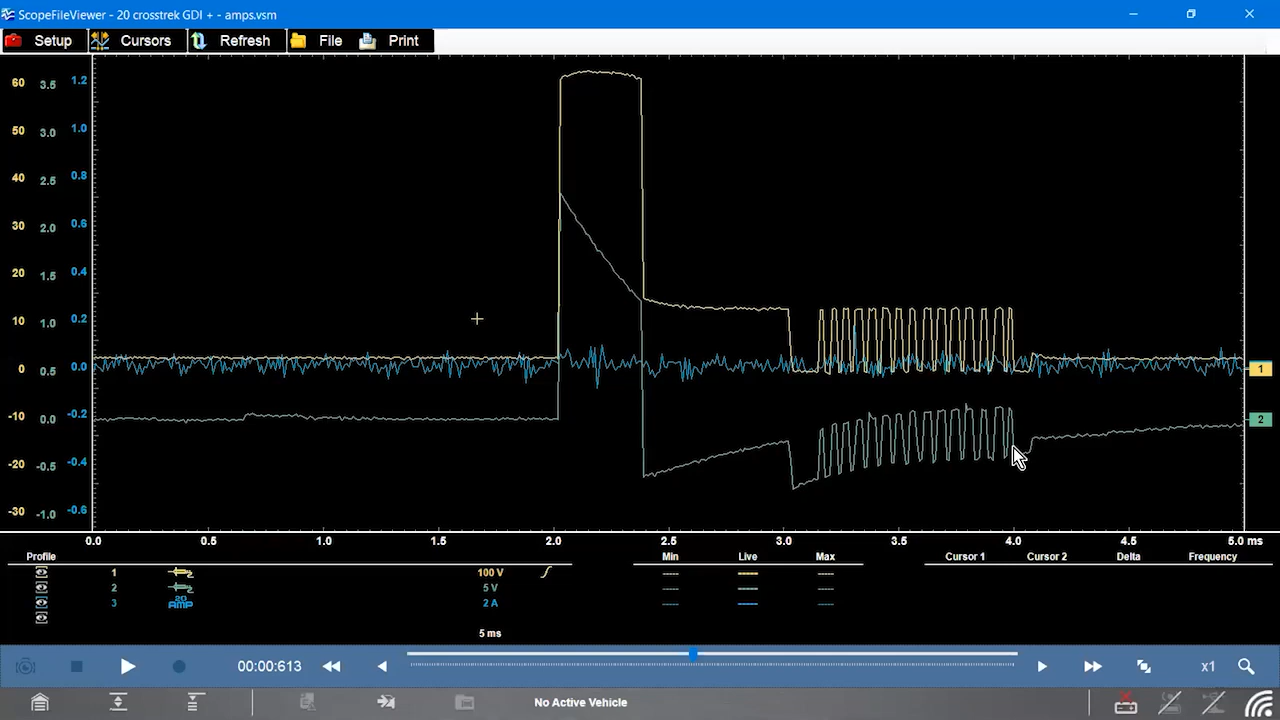 ScopeFileViewer - 20 crosstrek GDI + - amps.vsm
Setup Cursors Refresh File Print
60 3.5 1.2
50 3.0 1.0
40 2.5 0.8
30 2.0 0.6
20 1.5 0.4
10 1.0 0.2
0 0.5 0.0 1
-10 0.0 -0.2 2
-20 -0.5 -0.4
-30 -1.0 -0.6
0.0 0.5 1.0 1.5 2.0 2.5 3.0 3.5 4.0 4.5 5.0 ms
Profile Min Live Max Cursor 1 Cursor 2 Delta Frequency
1 100 V ----- ----- -----
2 5 V ----- ----- -----
3 20 AMP 2 A ----- ----- -----
5 ms
00:00:613 x1
No Active Vehicle